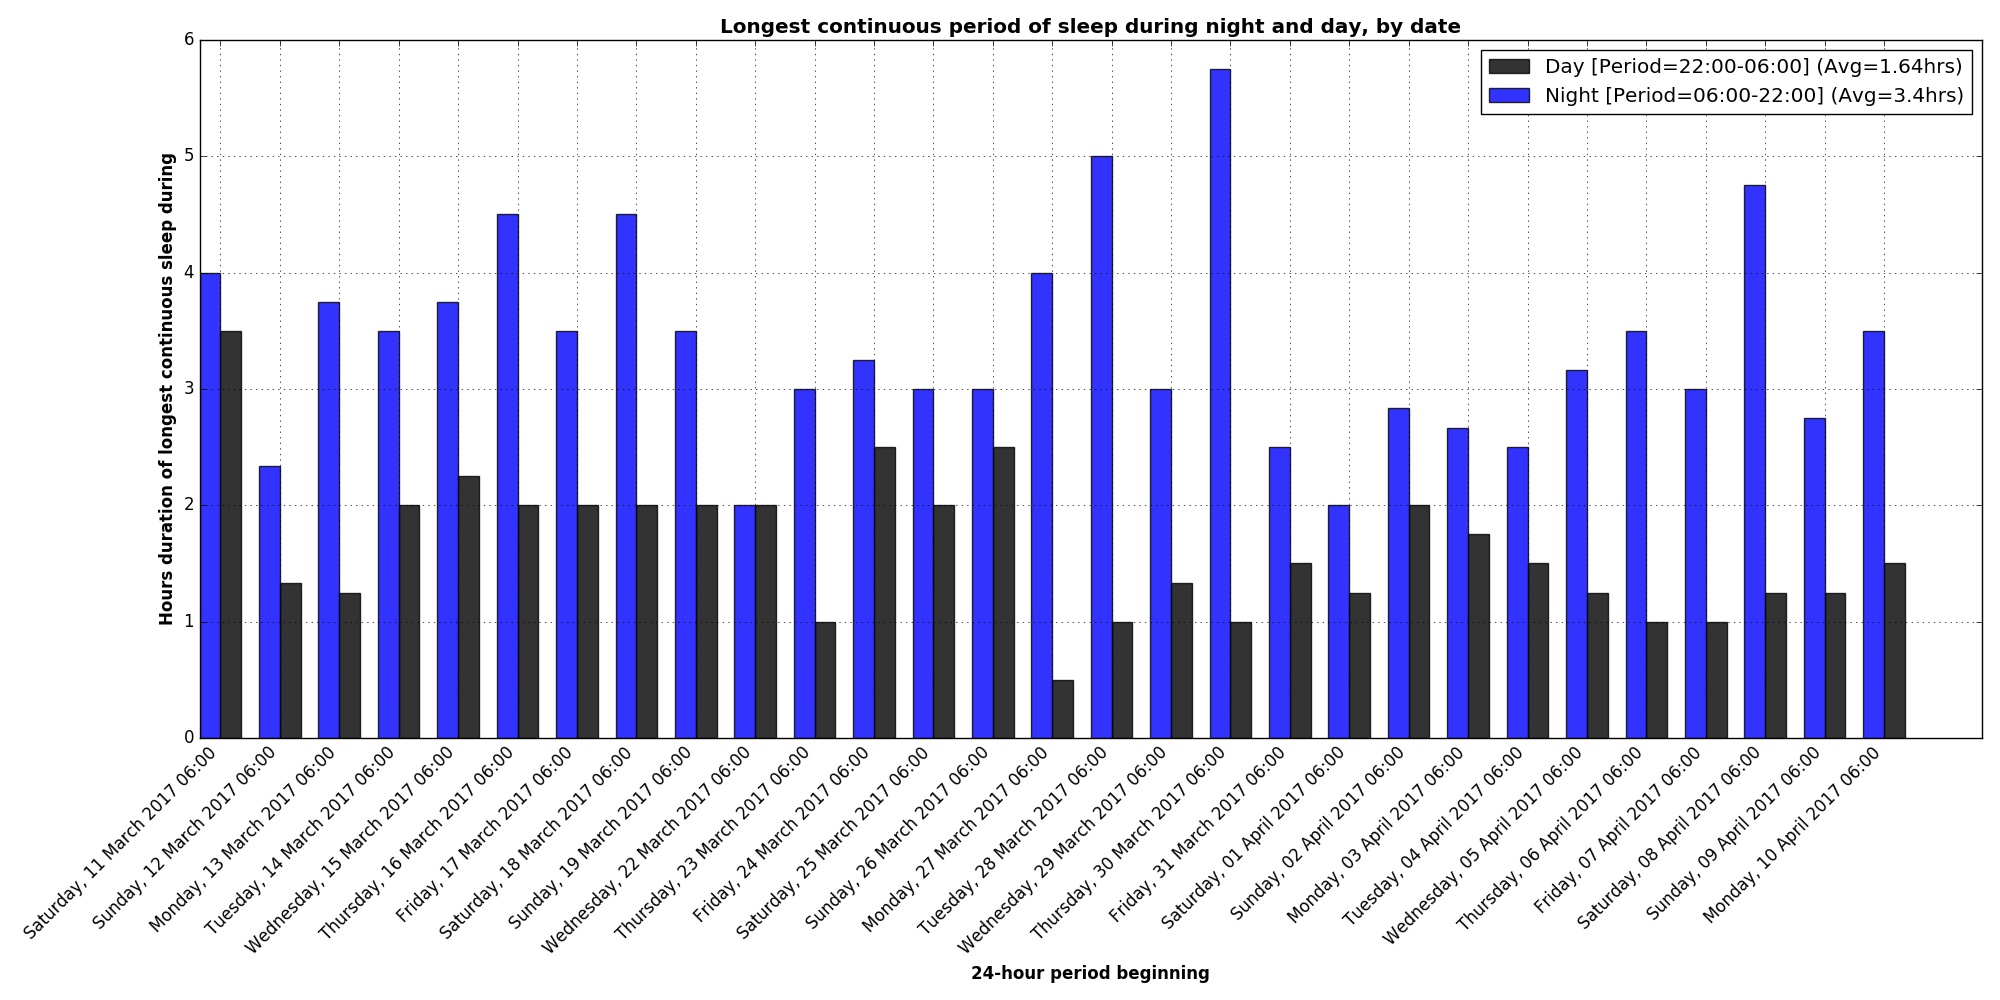 Longest continuous period of sleep during night and day, by date
Day [Period=22:00-06:00] (Avg=1.64hrs)
Night [Period=06:00-22:00] (Avg=3.4hrs)
Hours duration of longest continuous sleep during
6
5
4
3
2
1
0
Saturday, 11 March 2017 06:00
Sunday, 12 March 2017 06:00
Monday, 13 March 2017 06:00
Tuesday, 14 March 2017 06:00
Wednesday, 15 March 2017 06:00
Thursday, 16 March 2017 06:00
Friday, 17 March 2017 06:00
Saturday, 18 March 2017 06:00
Sunday, 19 March 2017 06:00
Wednesday, 22 March 2017 06:00
Thursday, 23 March 2017 06:00
Friday, 24 March 2017 06:00
Saturday, 25 March 2017 06:00
Sunday, 26 March 2017 06:00
Monday, 27 March 2017 06:00
Tuesday, 28 March 2017 06:00
Wednesday, 29 March 2017 06:00
Thursday, 30 March 2017 06:00
Friday, 31 March 2017 06:00
Saturday, 01 April 2017 06:00
Sunday, 02 April 2017 06:00
Monday, 03 April 2017 06:00
Tuesday, 04 April 2017 06:00
Wednesday, 05 April 2017 06:00
Thursday, 06 April 2017 06:00
Friday, 07 April 2017 06:00
Saturday, 08 April 2017 06:00
Sunday, 09 April 2017 06:00
Monday, 10 April 2017 06:00
24-hour period beginning